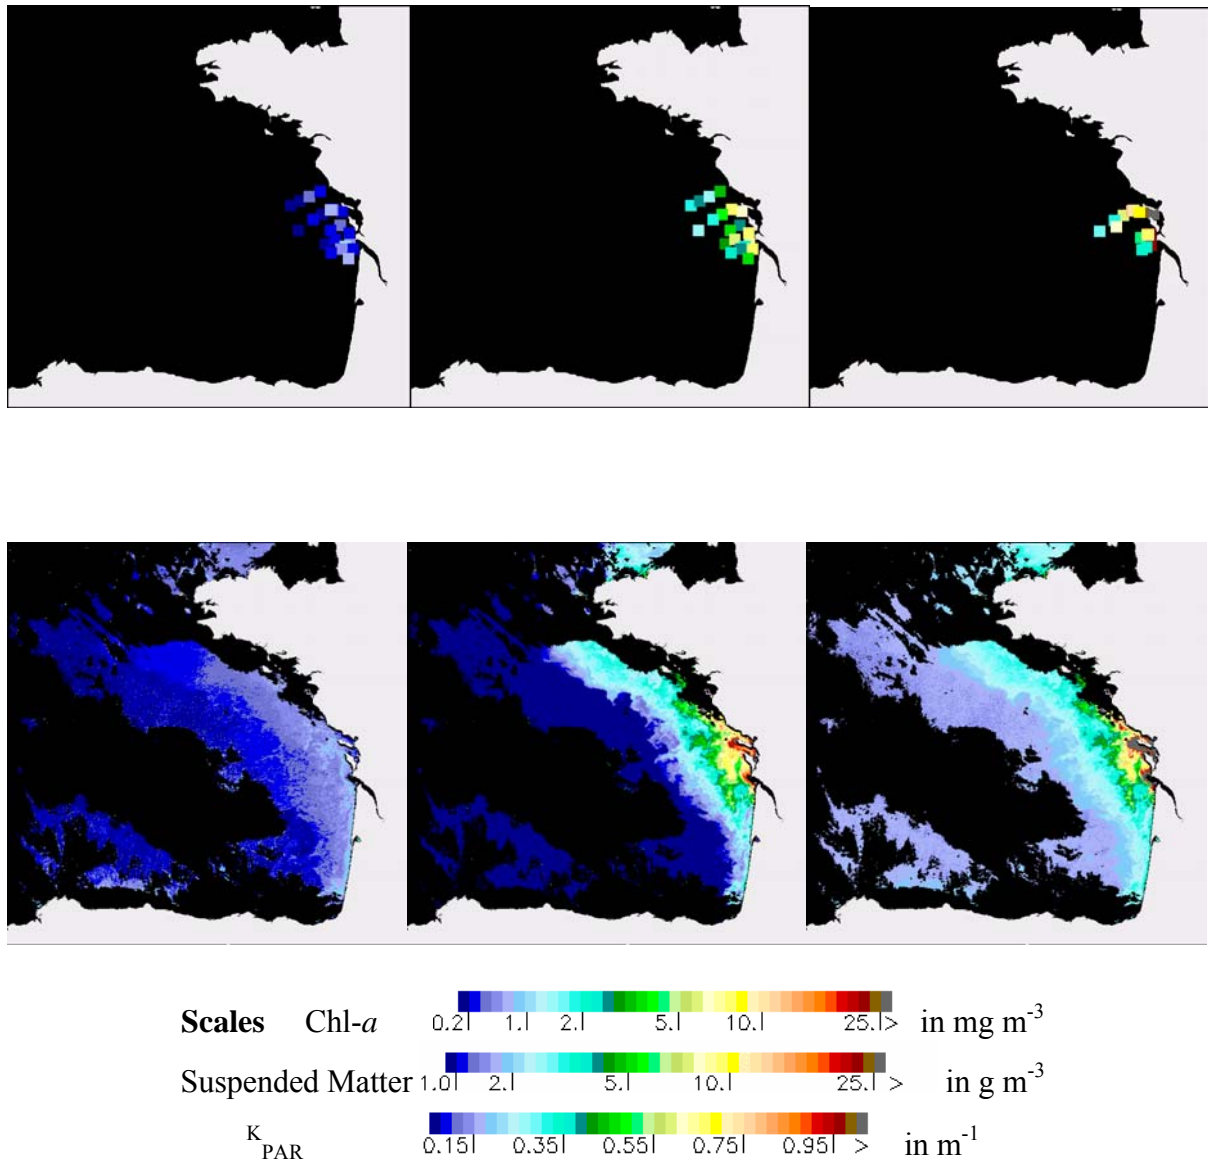 Scales Chl-a 0.2| 1.| 2.| 5.| 10.| 25.|> in mg m-3
Suspended Matter 1.0| 2.| 5.| 10.| 25.| > in g m-3
K PAR 0.15| 0.35| 0.55| 0.75| 0.95| > in m-1